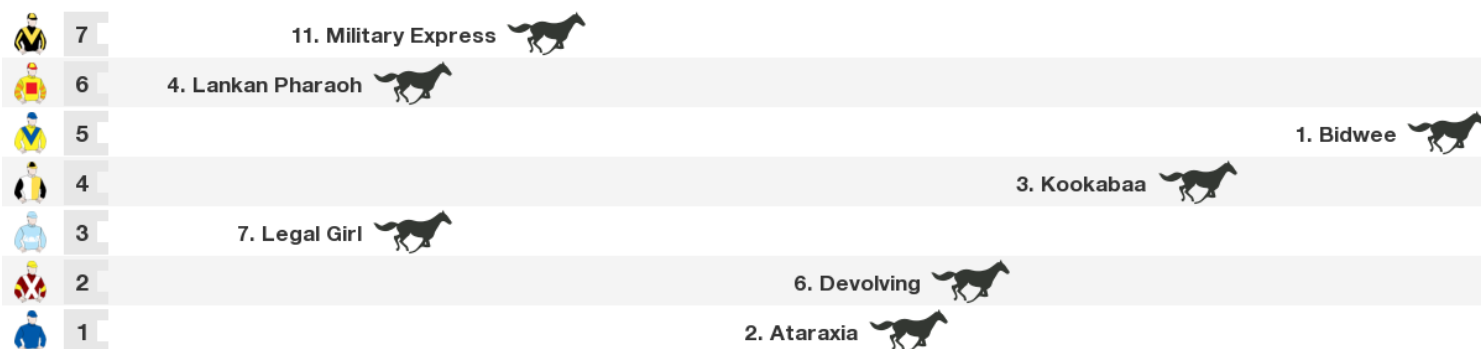 7 11. Military Express
6 4. Lankan Pharaoh
5 1. Bidwee
4 3. Kookabaa
3 7. Legal Girl
2 6. Devolving
1 2. Ataraxia